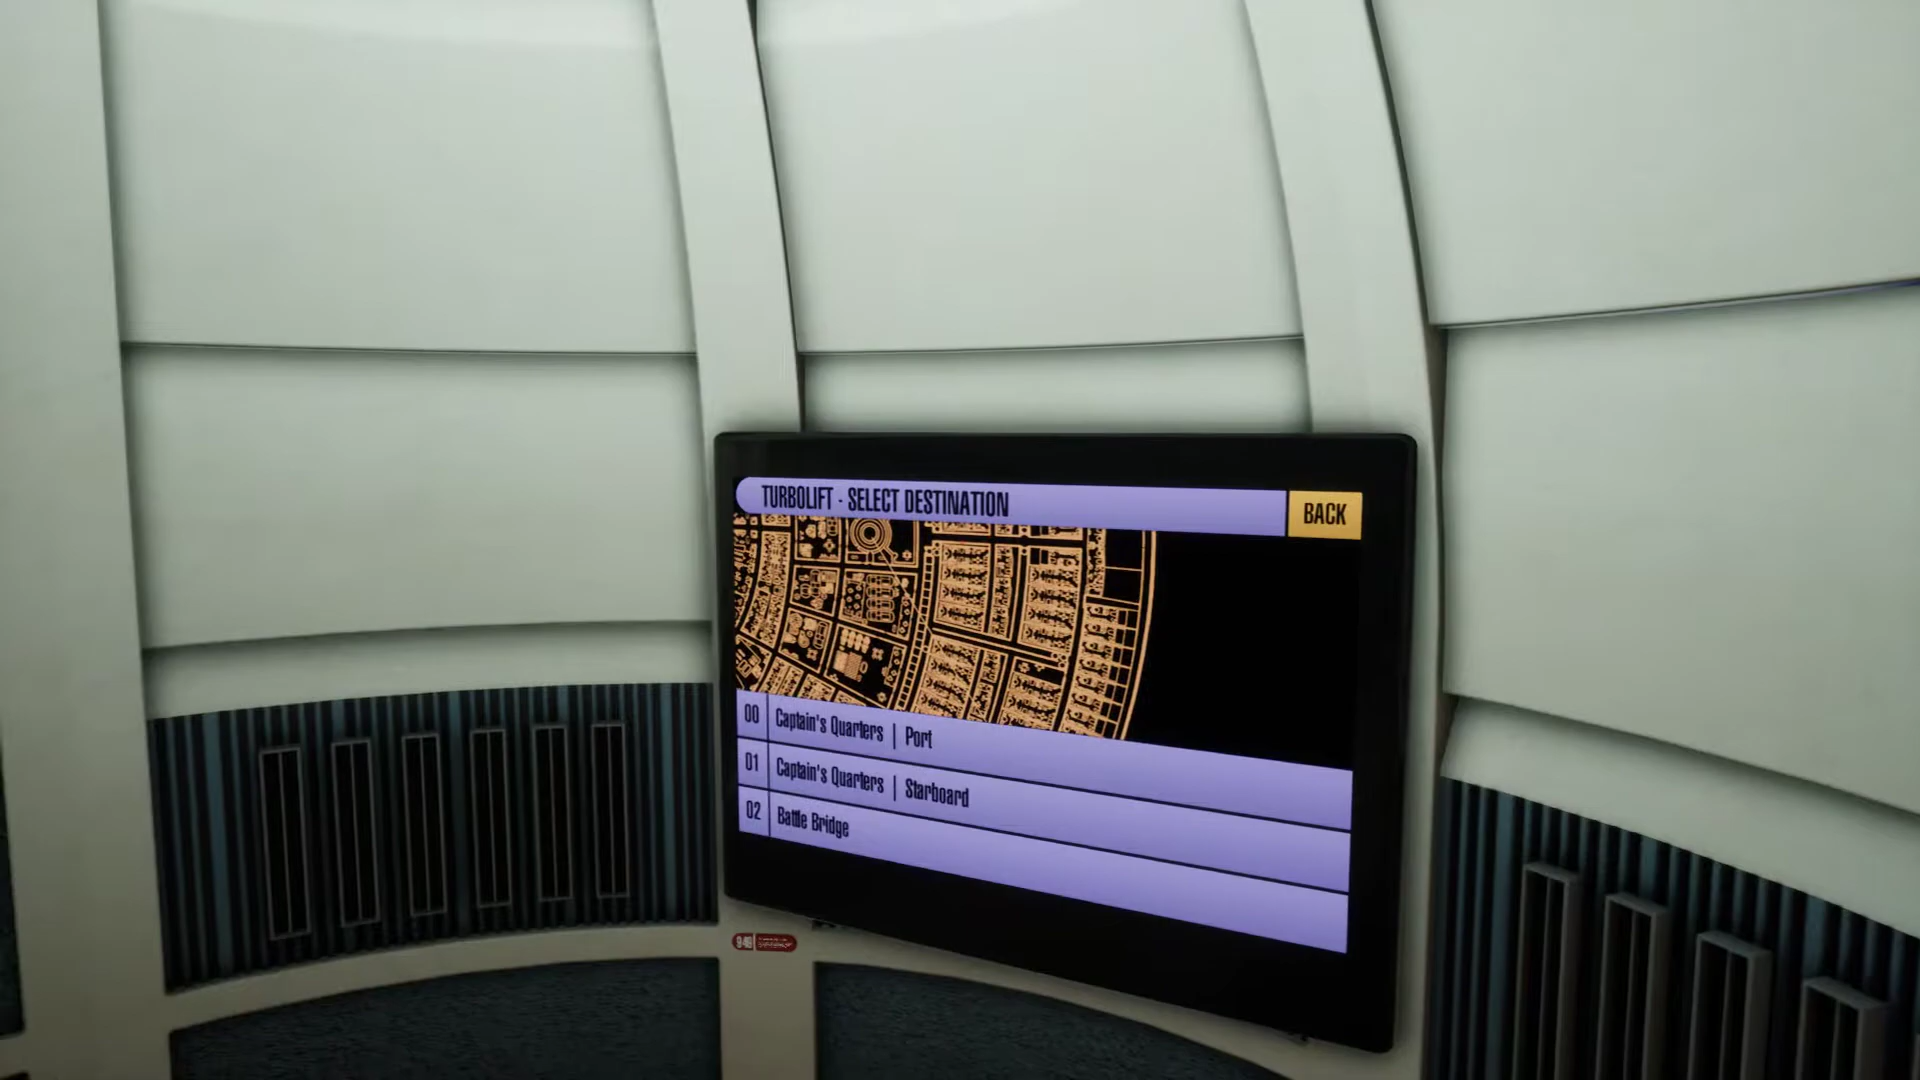 TURBOLIFT - SELECT DESTINATION
BACK
00 Captain's Quarters | Port
01 Captain's Quarters | Starboard
02 Battle Bridge